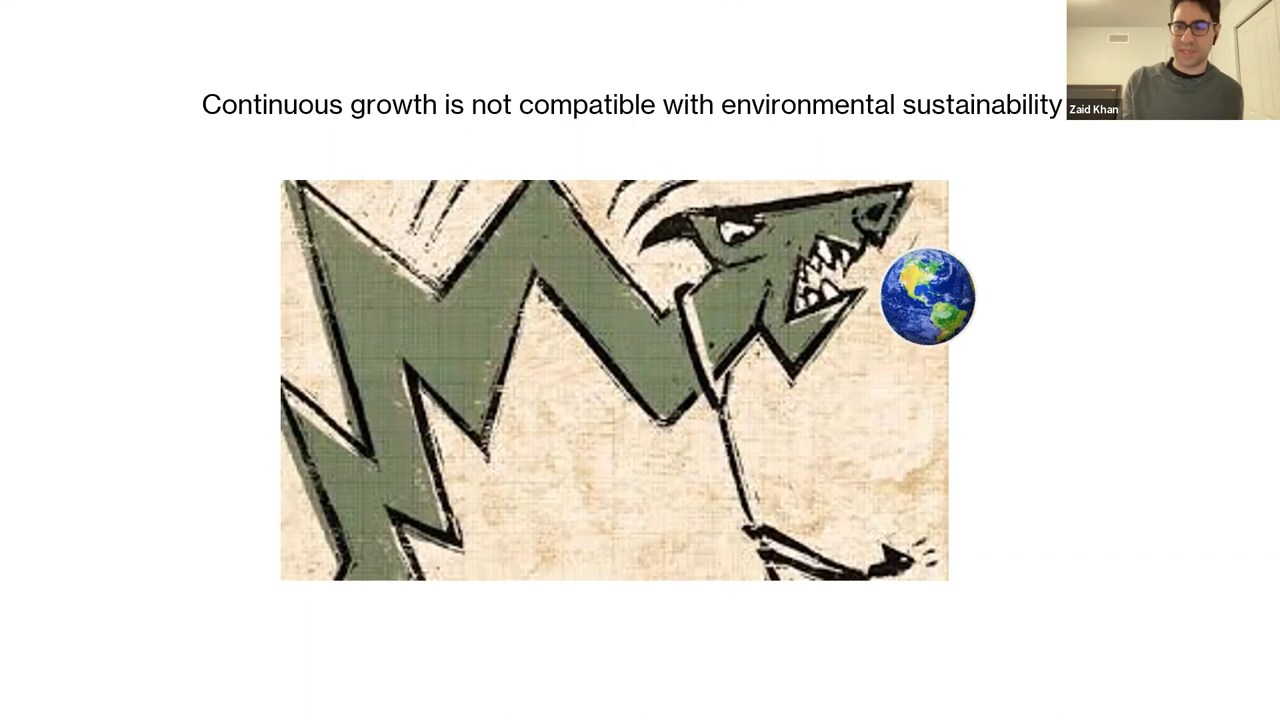 Continuous growth is not compatible with environmental sustainability
Zaid Khan